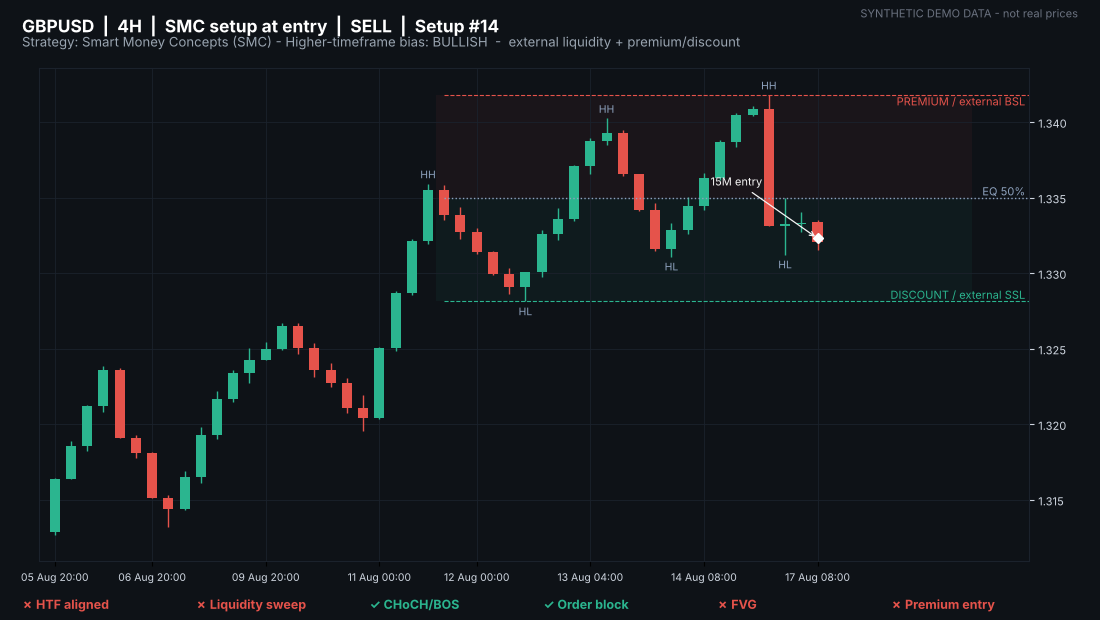 GBPUSD | 4H | SMC setup at entry | SELL | Setup #14
SYNTHETIC DEMO DATA - not real prices
Strategy: Smart Money Concepts (SMC) - Higher-timeframe bias: BULLISH - external liquidity + premium/discount
HH
PREMIUM / external BSL
HH
1.340
HH
15M entry
EQ 50%
1.335
HL
HL
1.330
DISCOUNT / external SSL
HL
1.325
1.320
1.315
05 Aug 20:00 06 Aug 20:00 09 Aug 20:00 11 Aug 20:00 12 Aug 00:00 13 Aug 04:00 14 Aug 08:00 17 Aug 08:00
× HTF aligned × Liquidity sweep ✓ CHoCH/BOS ✓ Order block × FVG × Premium entry